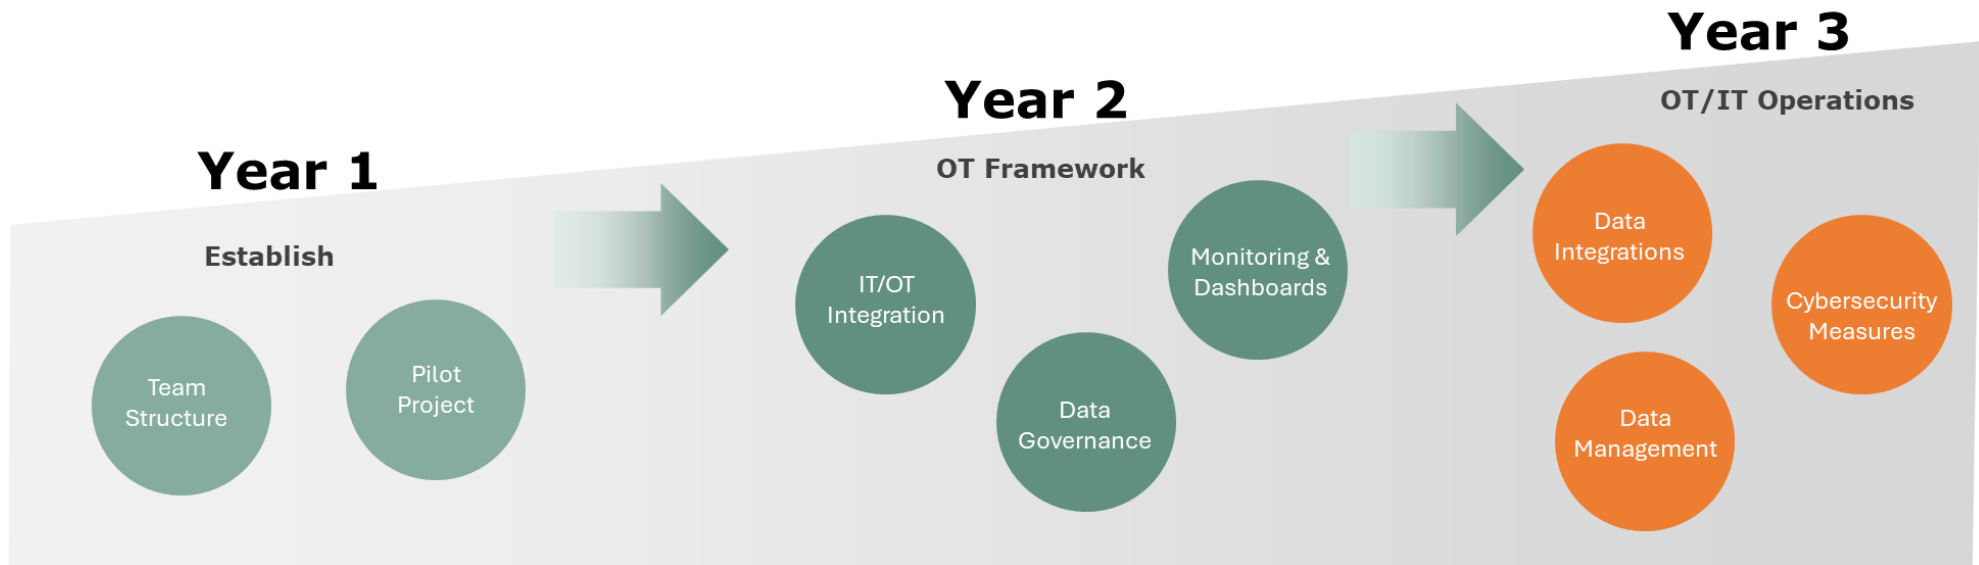 Year 1
Establish
Team
Structure
Pilot
Project
Year 2
OT Framework
IT/OT
Integration
Data
Governance
Monitoring &
Dashboards
Year 3
OT/IT Operations
Data
Integrations
Data
Management
Cybersecurity
Measures